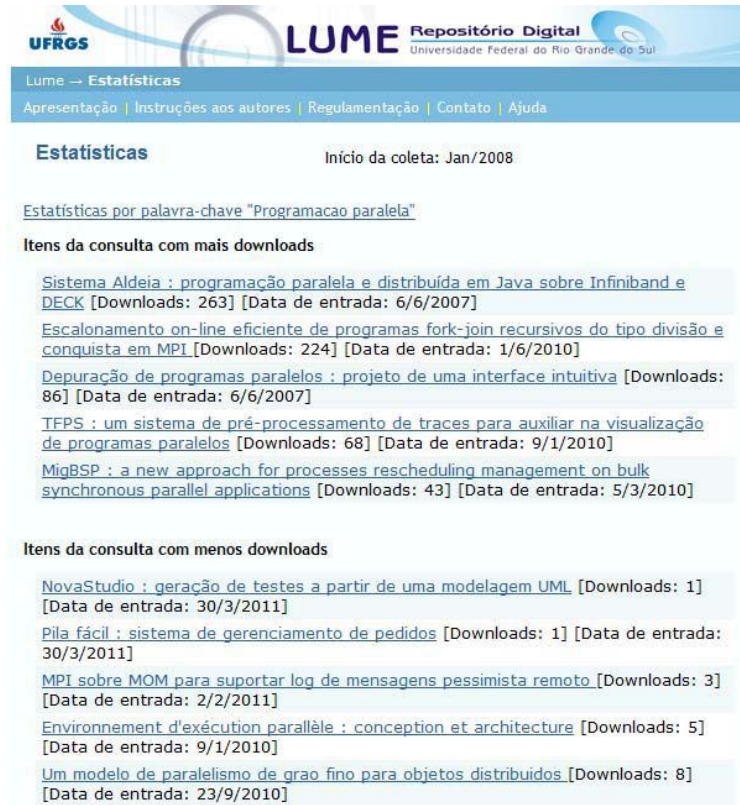 UFRGS
LUME Repositório Digital
Universidade Federal do Rio Grande do Sul
Lume → Estatísticas
Apresentação | Instruções aos autores | Regulamentação | Contato | Ajuda
Estatísticas
Início da coleta: Jan/2008
Estatísticas por palavra-chave "Programacao paralela"
Itens da consulta com mais downloads
Sistema Aldeia : programação paralela e distribuída em Java sobre Infiniband e
DECK [Downloads: 263] [Data de entrada: 6/6/2007]
Escalonamento on-line eficiente de programas fork-join recursivos do tipo divisão e
conquista em MPI [Downloads: 224] [Data de entrada: 1/6/2010]
Depuração de programas paralelos : projeto de uma interface intuitiva [Downloads:
86] [Data de entrada: 6/6/2007]
TFPS : um sistema de pré-processamento de traces para auxiliar na visualização
de programas paralelos [Downloads: 68] [Data de entrada: 9/1/2010]
MigBSP : a new approach for processes rescheduling management on bulk
synchronous parallel applications [Downloads: 43] [Data de entrada: 5/3/2010]
Itens da consulta com menos downloads
NovaStudio : geração de testes a partir de uma modelagem UML [Downloads: 1]
[Data de entrada: 30/3/2011]
Pila fácil : sistema de gerenciamento de pedidos [Downloads: 1] [Data de entrada:
30/3/2011]
MPI sobre MOM para suportar log de mensagens pessimista remoto [Downloads: 3]
[Data de entrada: 2/2/2011]
Environnement d'exécution parallèle : conception et architecture [Downloads: 5]
[Data de entrada: 9/1/2010]
Um modelo de paralelismo de grao fino para objetos distribuidos [Downloads: 8]
[Data de entrada: 23/9/2010]